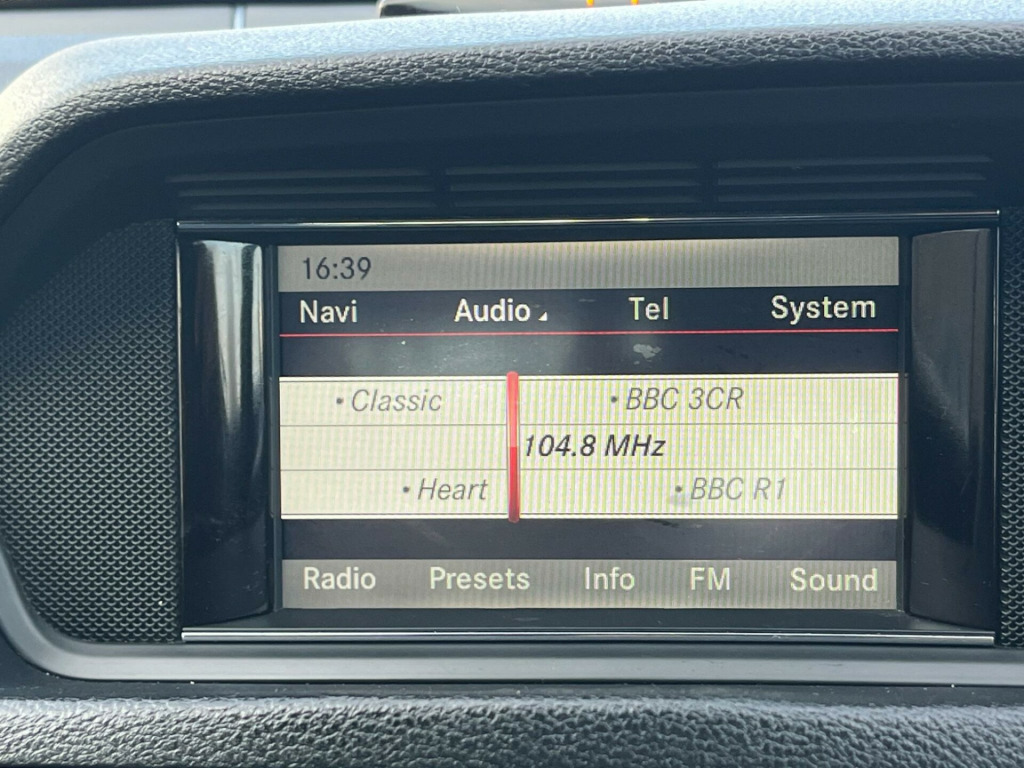 16:39
Navi Audio Tel System
• Classic • BBC 3CR
104.8 MHz
• Heart • BBC R1
Radio Presets Info FM Sound